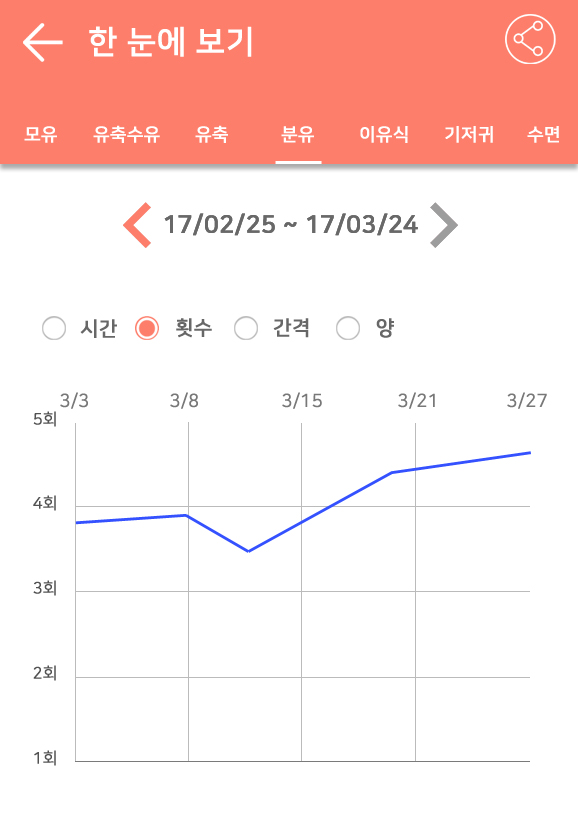 한 눈에 보기
모유 유축수유 유축 분유 이유식 기저귀 수면
17/02/25 ~ 17/03/24
시간 횟수 간격 양
3/3 3/8 3/15 3/21 3/27
5회
4회
3회
2회
1회